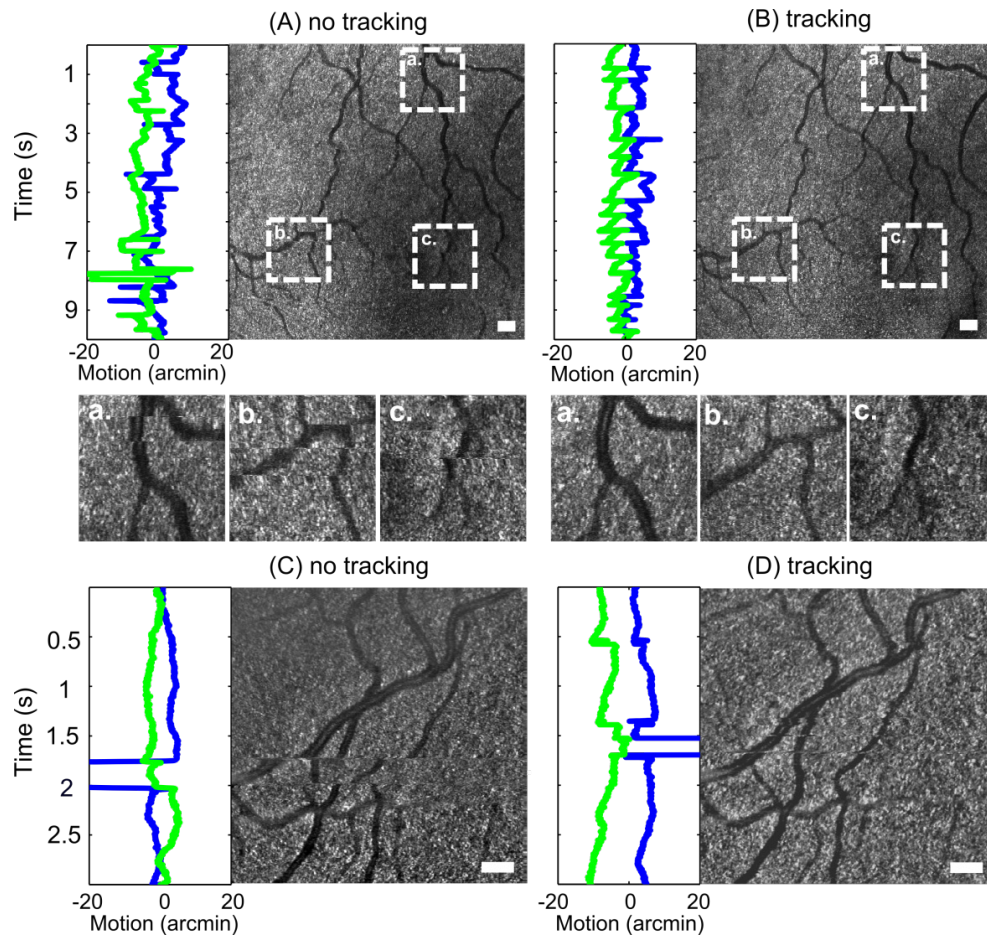 (A) no tracking
(B) tracking
Time (s)
1
3
5
7
9
a.
b.
c.
a.
b.
c.
-20 0 20
Motion (arcmin)
-20 0 20
Motion (arcmin)
a.
b.
c.
a.
b.
c.
(C) no tracking
(D) tracking
Time (s)
0.5
1
1.5
2
2.5
-20 0 20
Motion (arcmin)
-20 0 20
Motion (arcmin)